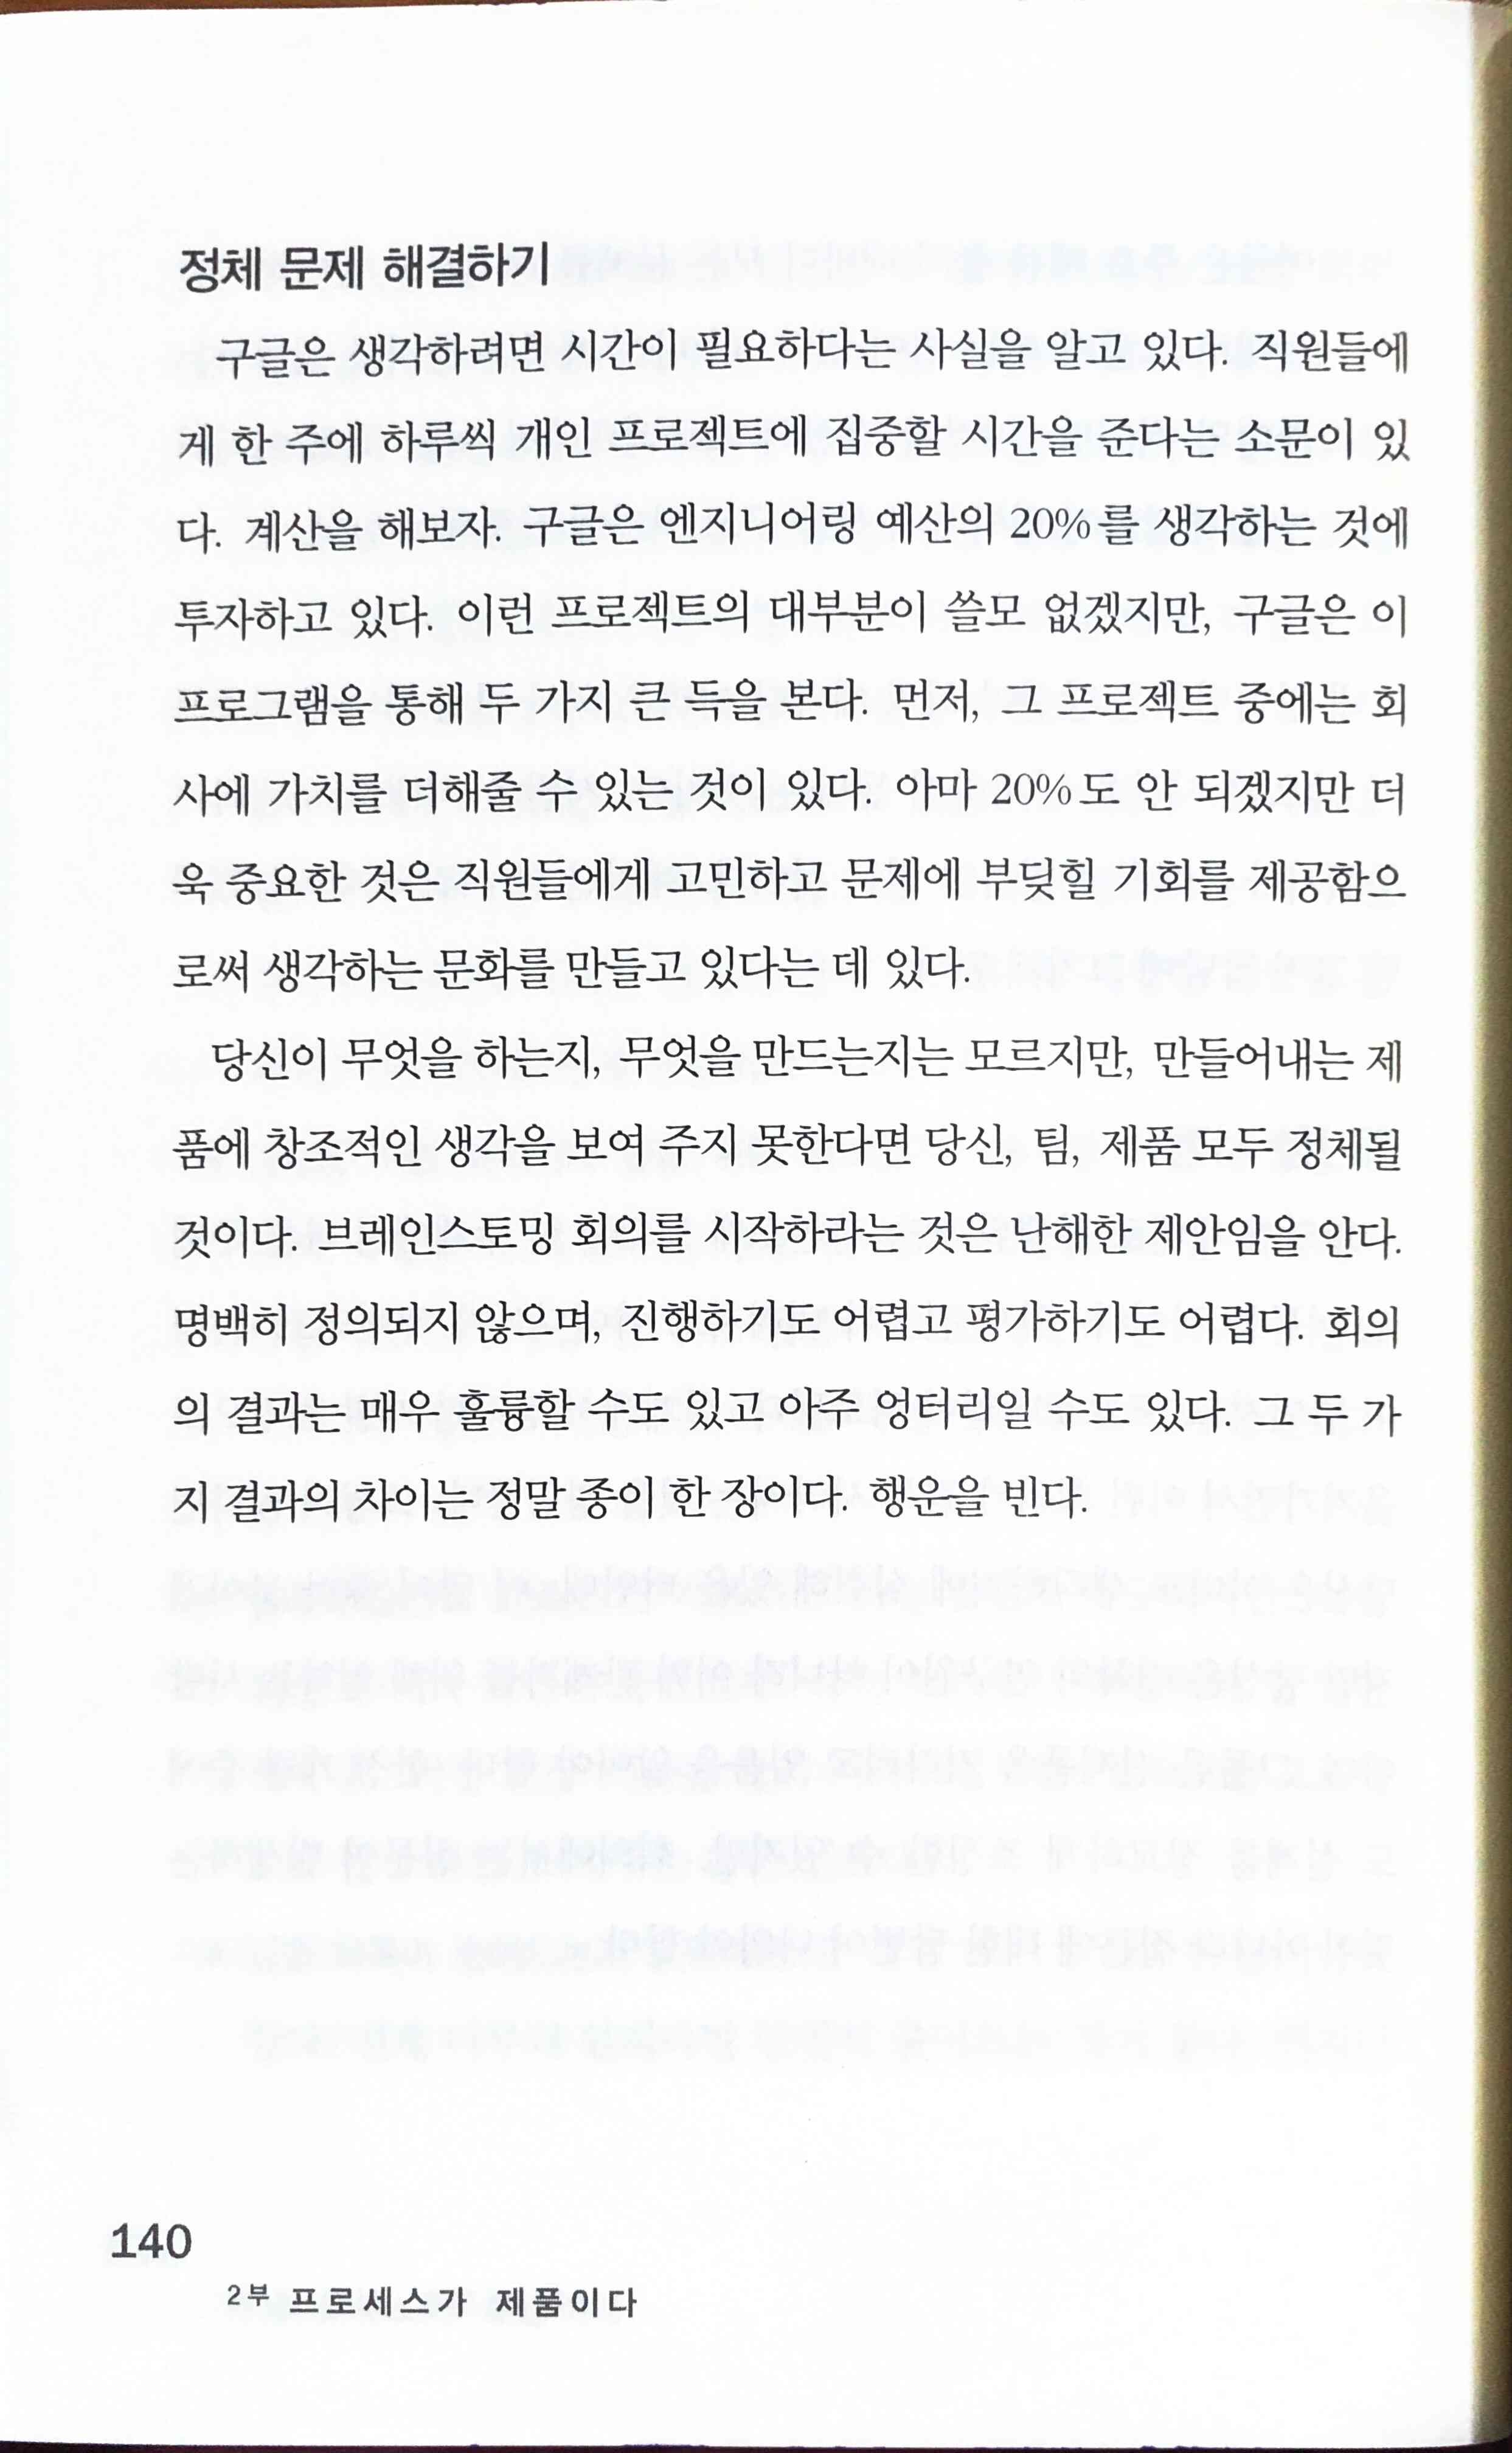 정체 문제 해결하기
구글은 생각하려면 시간이 필요하다는 사실을 알고 있다. 직원들에
게 한 주에 하루씩 개인 프로젝트에 집중할 시간을 준다는 소문이 있
다. 계산을 해보자. 구글은 엔지니어링 예산의 20%를 생각하는 것에
투자하고 있다. 이런 프로젝트의 대부분이 쓸모 없겠지만, 구글은 이
프로그램을 통해 두 가지 큰 득을 본다. 먼저, 그 프로젝트 중에는 회
사에 가치를 더해줄 수 있는 것이 있다. 아마 20%도 안 되겠지만 더
욱 중요한 것은 직원들에게 고민하고 문제에 부딪힐 기회를 제공함으
로써 생각하는 문화를 만들고 있다는 데 있다.
당신이 무엇을 하는지, 무엇을 만드는지는 모르지만, 만들어내는 제
품에 창조적인 생각을 보여 주지 못한다면 당신, 팀, 제품 모두 정체될
것이다. 브레인스토밍 회의를 시작하라는 것은 난해한 제안임을 안다.
명백히 정의되지 않으며, 진행하기도 어렵고 평가하기도 어렵다. 회의
의 결과는 매우 훌륭할 수도 있고 아주 엉터리일 수도 있다. 그 두 가
지 결과의 차이는 정말 종이 한 장이다. 행운을 빈다.
140
2부 프로세스가 제품이다